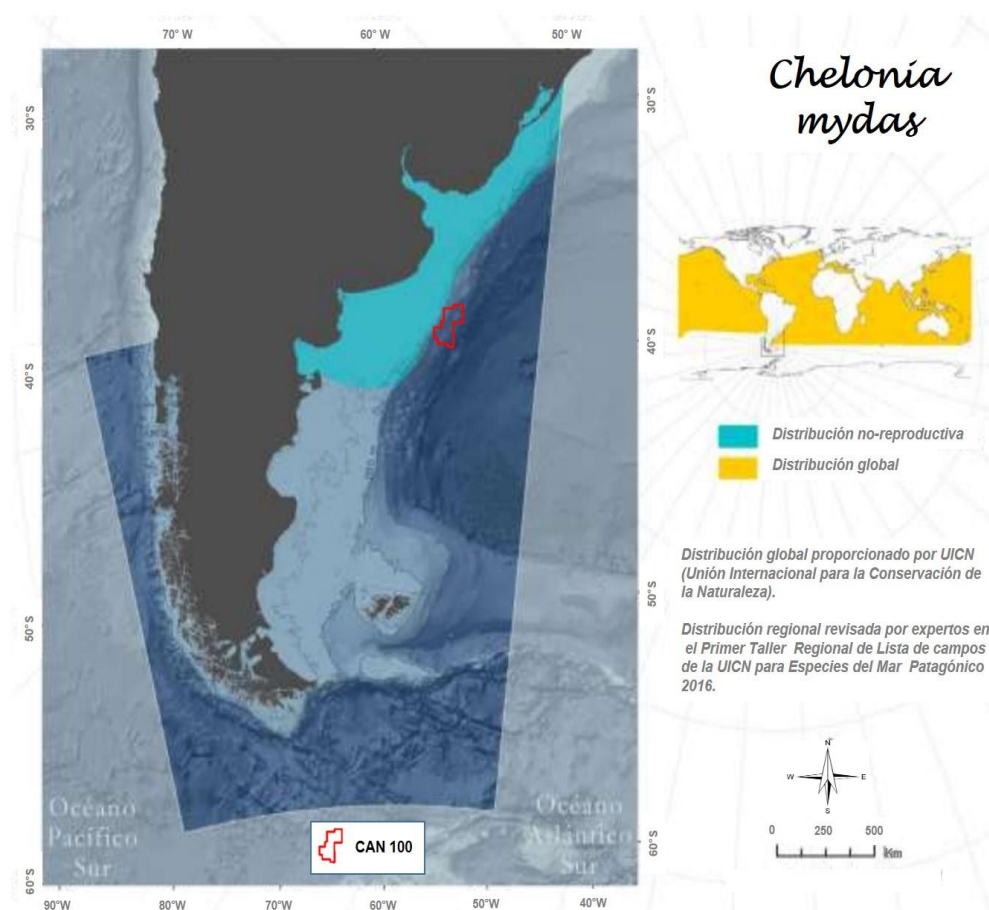 70° W 60° W 50° W
Chelonia
mydas
30°S
30°S
40°S
40°S
Distribución no-reproductiva
Distribución global
Distribución global proporcionado por UICN
(Unión Internacional para la Conservación de
la Naturaleza).
50°S
50°S
Distribución regional revisada por expertos en
el Primer Taller Regional de Lista de campos
de la UICN para Especies del Mar Patagónico
2016.
N
W E
S
Océano
Pacífico
Sur
Océano
Atlántico
Sur
0 250 500
Km
CAN 100
60°S
60°S
90°W 80°W 70°W 60°W 50°W 40°W